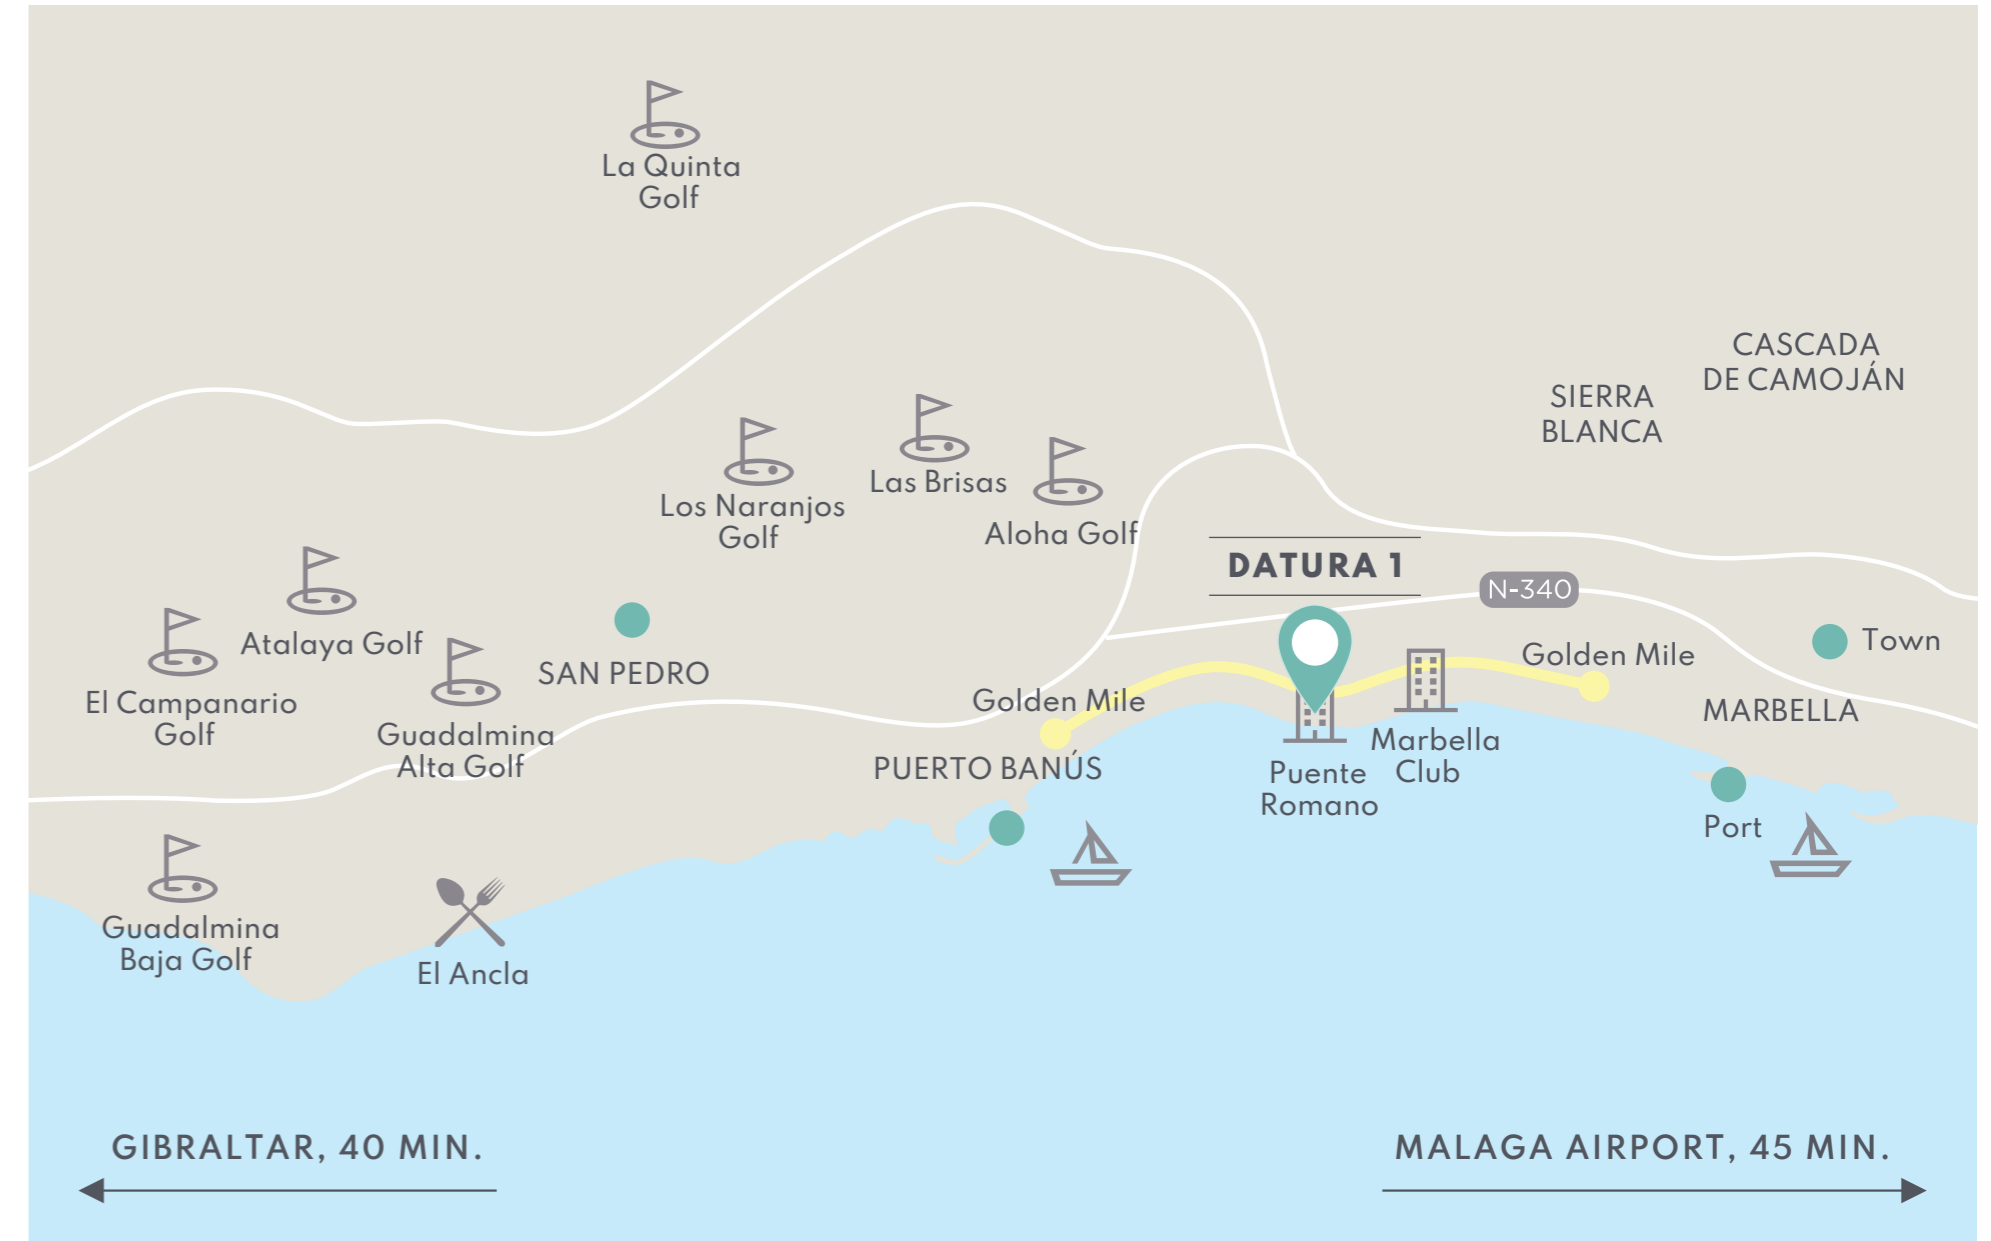 La Quinta
Golf
CASCADA
DE CAMOJÁN
SIERRA
BLANCA
Las Brisas
Los Naranjos
Golf
Aloha Golf
DATURA 1
N-340
Atalaya Golf
Town
Golden Mile
SAN PEDRO
El Campanario
Golf
Golden Mile
MARBELLA
Guadalmina
Alta Golf
Marbella
Club
PUERTO BANÚS
Puente
Romano
Port
Guadalmina
Baja Golf
El Ancla
GIBRALTAR, 40 MIN.
MALAGA AIRPORT, 45 MIN.